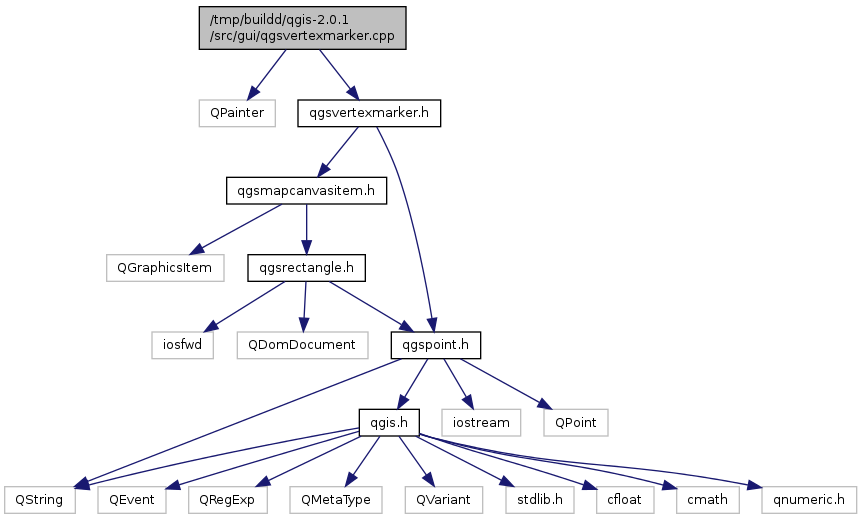 /tmp/buildd/qgis-2.0.1
/src/gui/qgsvertexmarker.cpp
QPainter
qgsvertexmarker.h
qgsmapcanvasitem.h
QGraphicsItem
qgsrectangle.h
iosfwd
QDomDocument
qgspoint.h
qgis.h
iostream
QPoint
QString
QEvent
QRegExp
QMetaType
QVariant
stdlib.h
cfloat
cmath
qnumeric.h